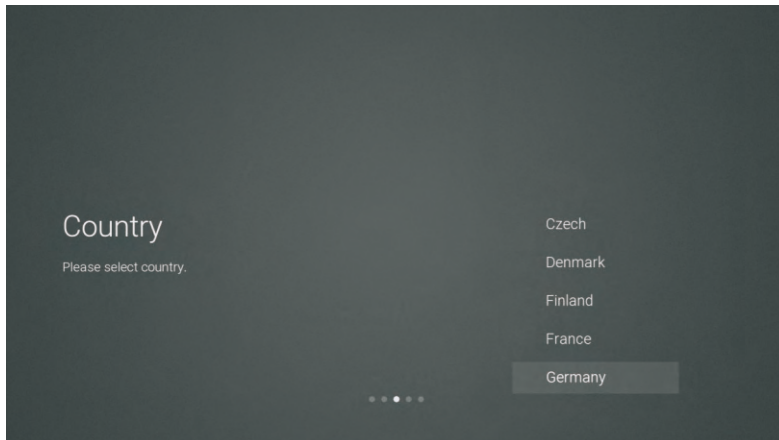 Country
Please select country.
Czech
Denmark
Finland
France
Germany